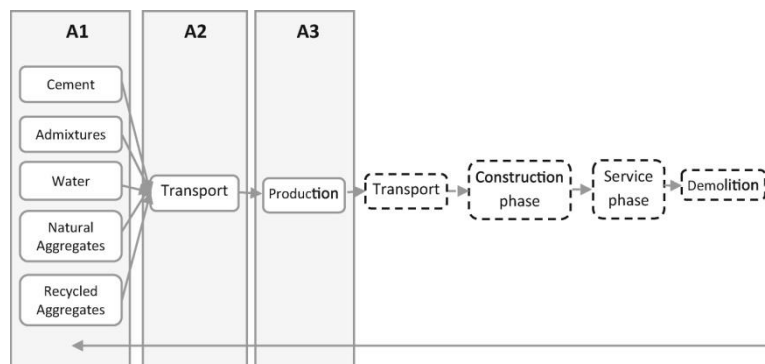 A1
A2
A3
Cement
Admixtures
Water
Natural
Aggregates
Recycled
Aggregates
Transport
Production
Transport
Construction
phase
Service
phase
Demolition